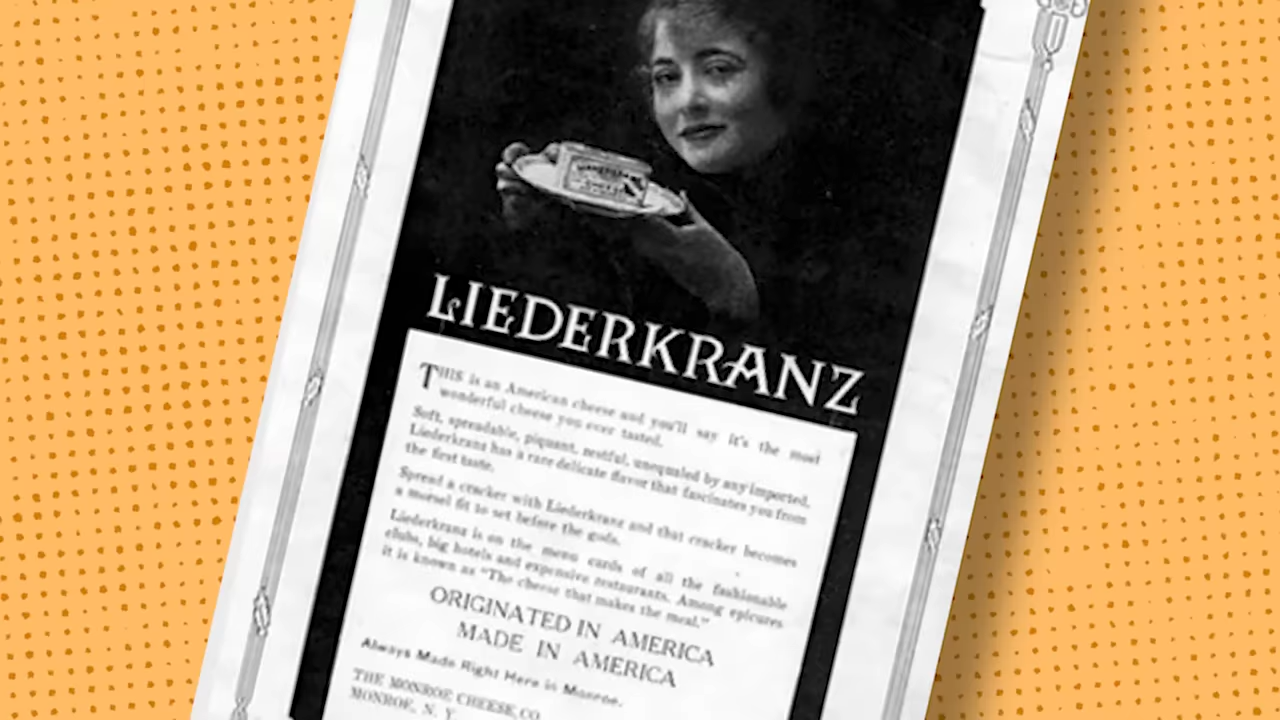 LIEDERKRANZ
THIS is an American cheese and you'll say it's the most
wonderful cheese you ever tasted.
Soft, spreadable, piquant, zestful, unequaled by any imported,
Liederkranz has a rare delicate flavor that fascinates you from
the first taste.
Spread a cracker with Liederkranz and that cracker becomes
a morsel fit to set before the gods.
Liederkranz is on the menu cards of all the fashionable
clubs, big hotels and expensive restaurants. Among epicures
it is known as "The cheese that makes the meal."
ORIGINATED IN AMERICA
MADE IN AMERICA
Always Made Right Here in Monroe.
THE MONROE CHEESE CO.
MONROE, N. Y.